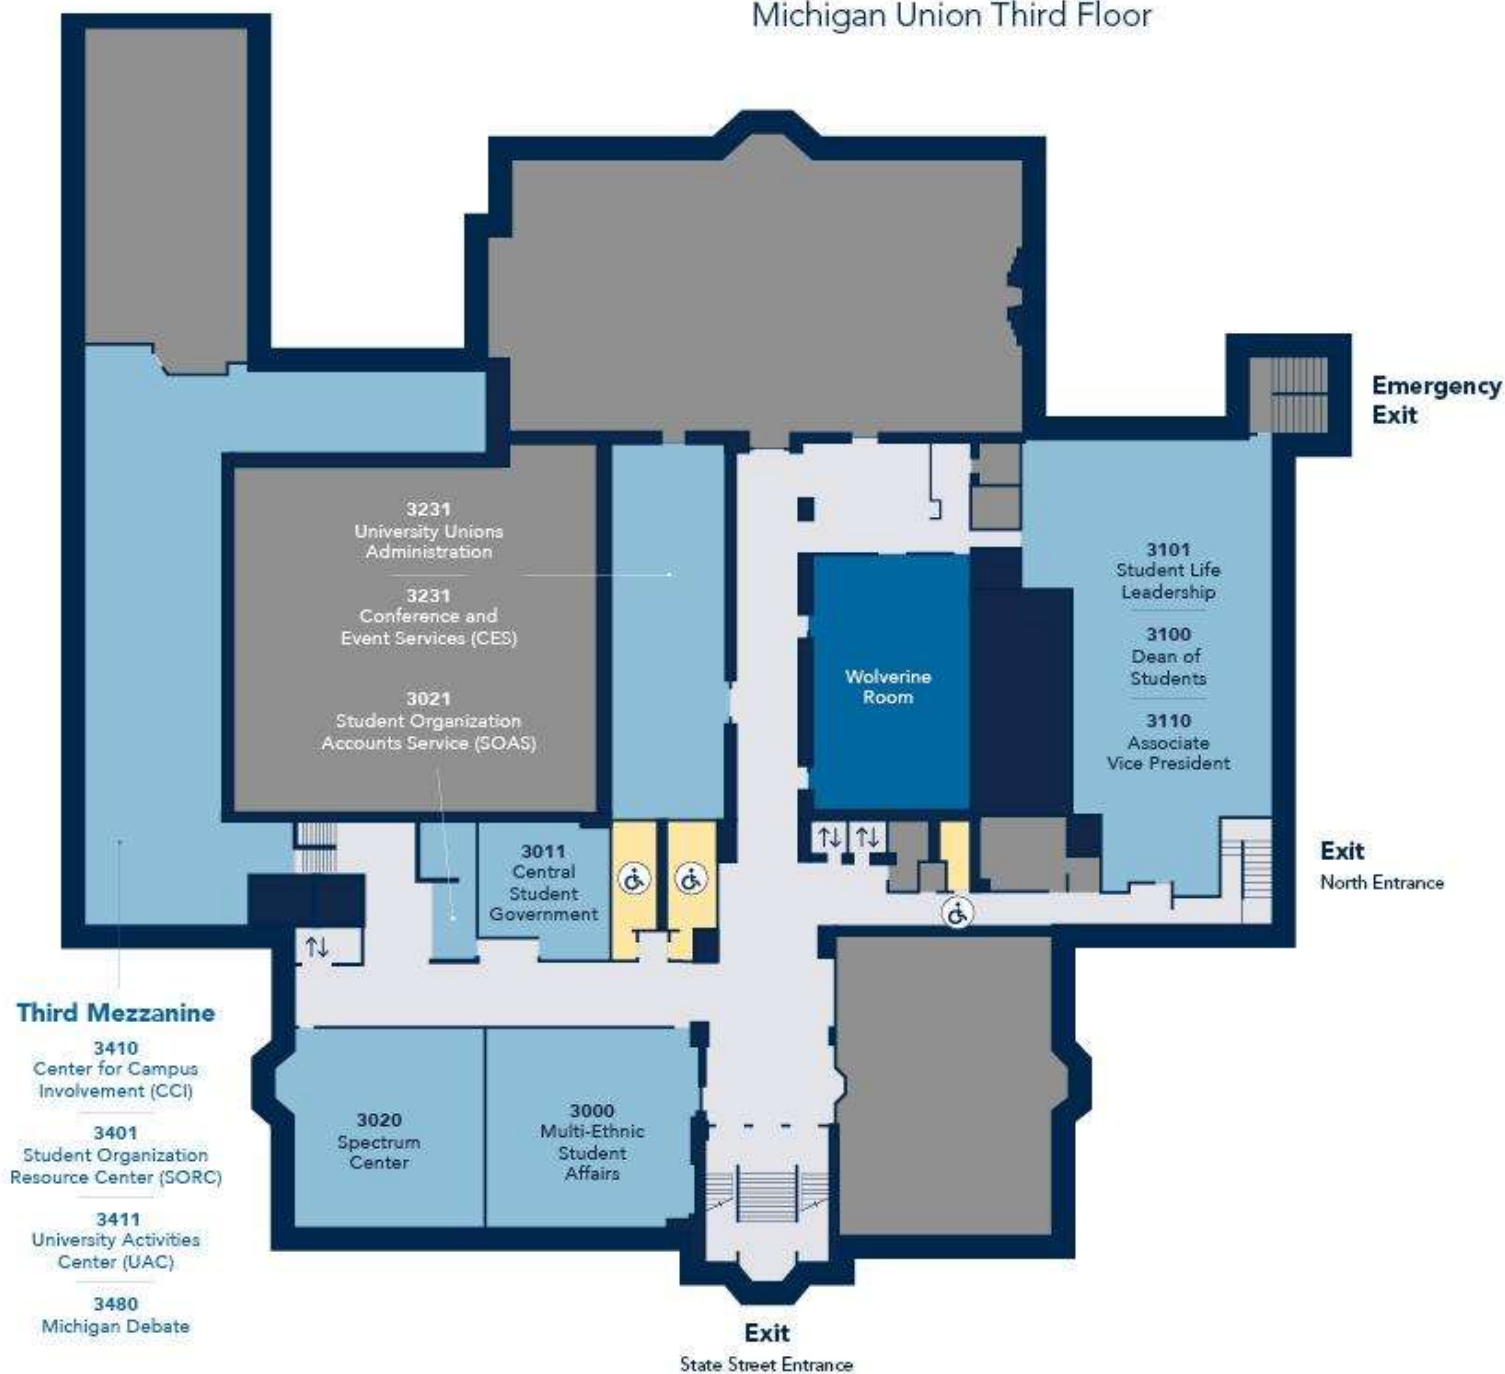 Michigan Union Third Floor
Emergency
Exit
3231
University Unions
Administration
3231
Conference and
Event Services (CES)
3021
Student Organization
Accounts Service (SOAS)
3101
Student Life
Leadership
3100
Dean of
Students
3110
Associate
Vice President
Wolverine
Room
3011
Central
Student
Government
Exit
North Entrance
Third Mezzanine
3410
Center for Campus
Involvement (CCI)
3401
Student Organization
Resource Center (SORC)
3411
University Activities
Center (UAC)
3480
Michigan Debate
3020
Spectrum
Center
3000
Multi-Ethnic
Student
Affairs
Exit
State Street Entrance